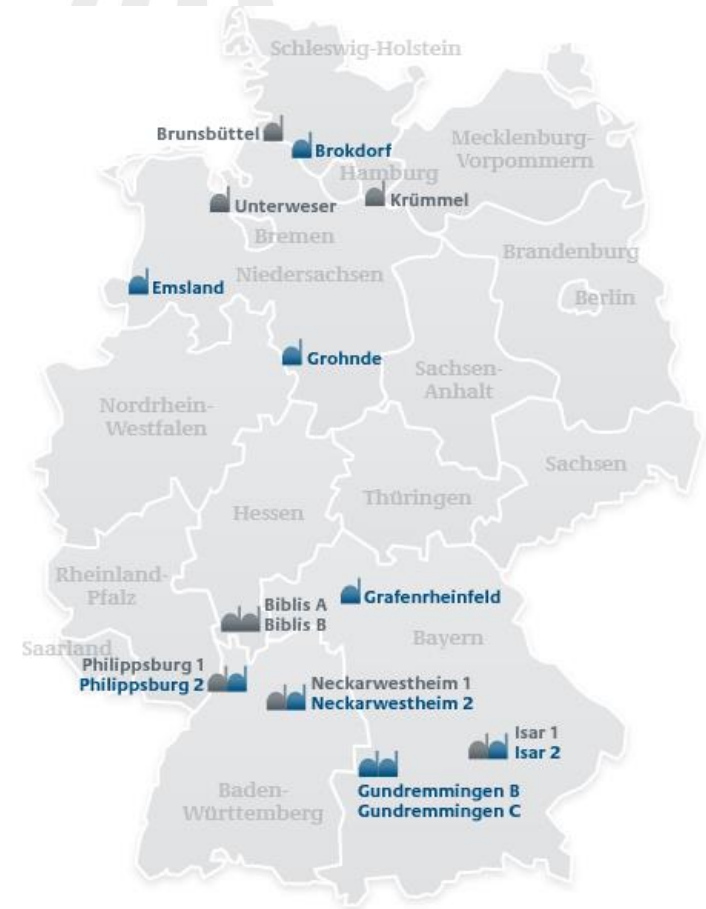 Schleswig-Holstein
Brunsbüttel
Brokdorf
Mecklenburg-
Vorpommern
Hamburg
Krümmel
Unterweser
Bremen
Brandenburg
Niedersachsen
Emsland
Berlin
Grohnde
Sachsen-
Anhalt
Nordrhein-
Westfalen
Sachsen
Thüringen
Hessen
Rheinland-
Pfalz
Grafenrheinfeld
Biblis A
Biblis B
Bayern
Saarland
Philippsburg 1
Philippsburg 2
Neckarwestheim 1
Neckarwestheim 2
Isar 1
Isar 2
Gundremmingen B
Gundremmingen C
Baden-
Württemberg